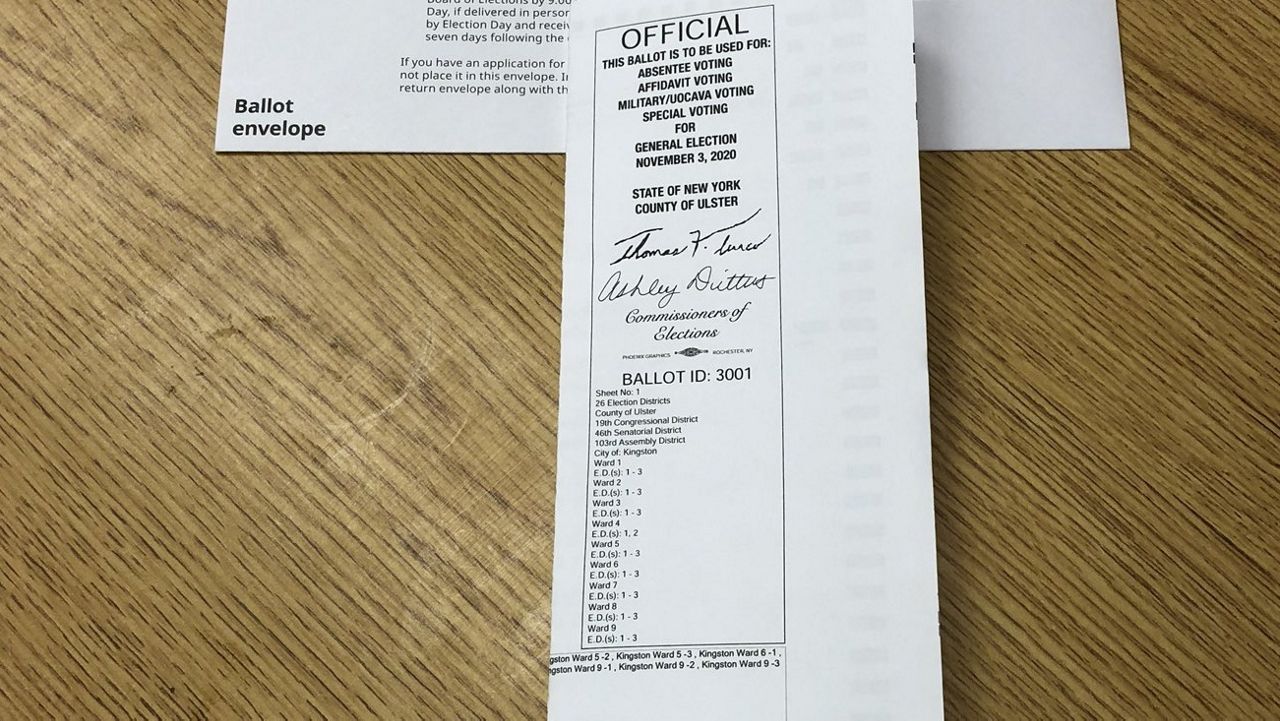 Board of Elections by 9:00
Day, if delivered in person
by Election Day and
seven days following the
If you have an application for
not place it in this envelope.
return envelope along with
Ballot
envelope
OFFICIAL
THIS BALLOT IS TO BE USED FOR:
ABSENTEE VOTING
AFFIDAVIT VOTING
MILITARY/UOCAVA VOTING
SPECIAL VOTING
FOR
GENERAL ELECTION
NOVEMBER 3, 2020
STATE OF NEW YORK
COUNTY OF ULSTER
Thomas F. Turco
Ashley Dittus
Commissioners of
Elections
PHOENIX GRAPHICS ROCHESTER, NY
BALLOT ID: 3001
Sheet No: 1
26 Election Districts
County of Ulster
19th Congressional District
46th Senatorial District
103rd Assembly District
City of: Kingston
Ward 1
E.D.(s): 1 - 3
Ward 2
E.D.(s): 1 - 3
Ward 3
E.D.(s): 1 - 3
Ward 4
E.D.(s): 1, 2
Ward 5
E.D.(s): 1 - 3
Ward 6
E.D.(s): 1 - 3
Ward 7
E.D.(s): 1 - 3
Ward 8
E.D.(s): 1 - 3
Ward 9
E.D.(s): 1 - 3
gston Ward 5 -2 , Kingston Ward 5 -3 , Kingston Ward 6 -1 ,
ngston Ward 9 -1 , Kingston Ward 9 -2 , Kingston Ward 9 -3